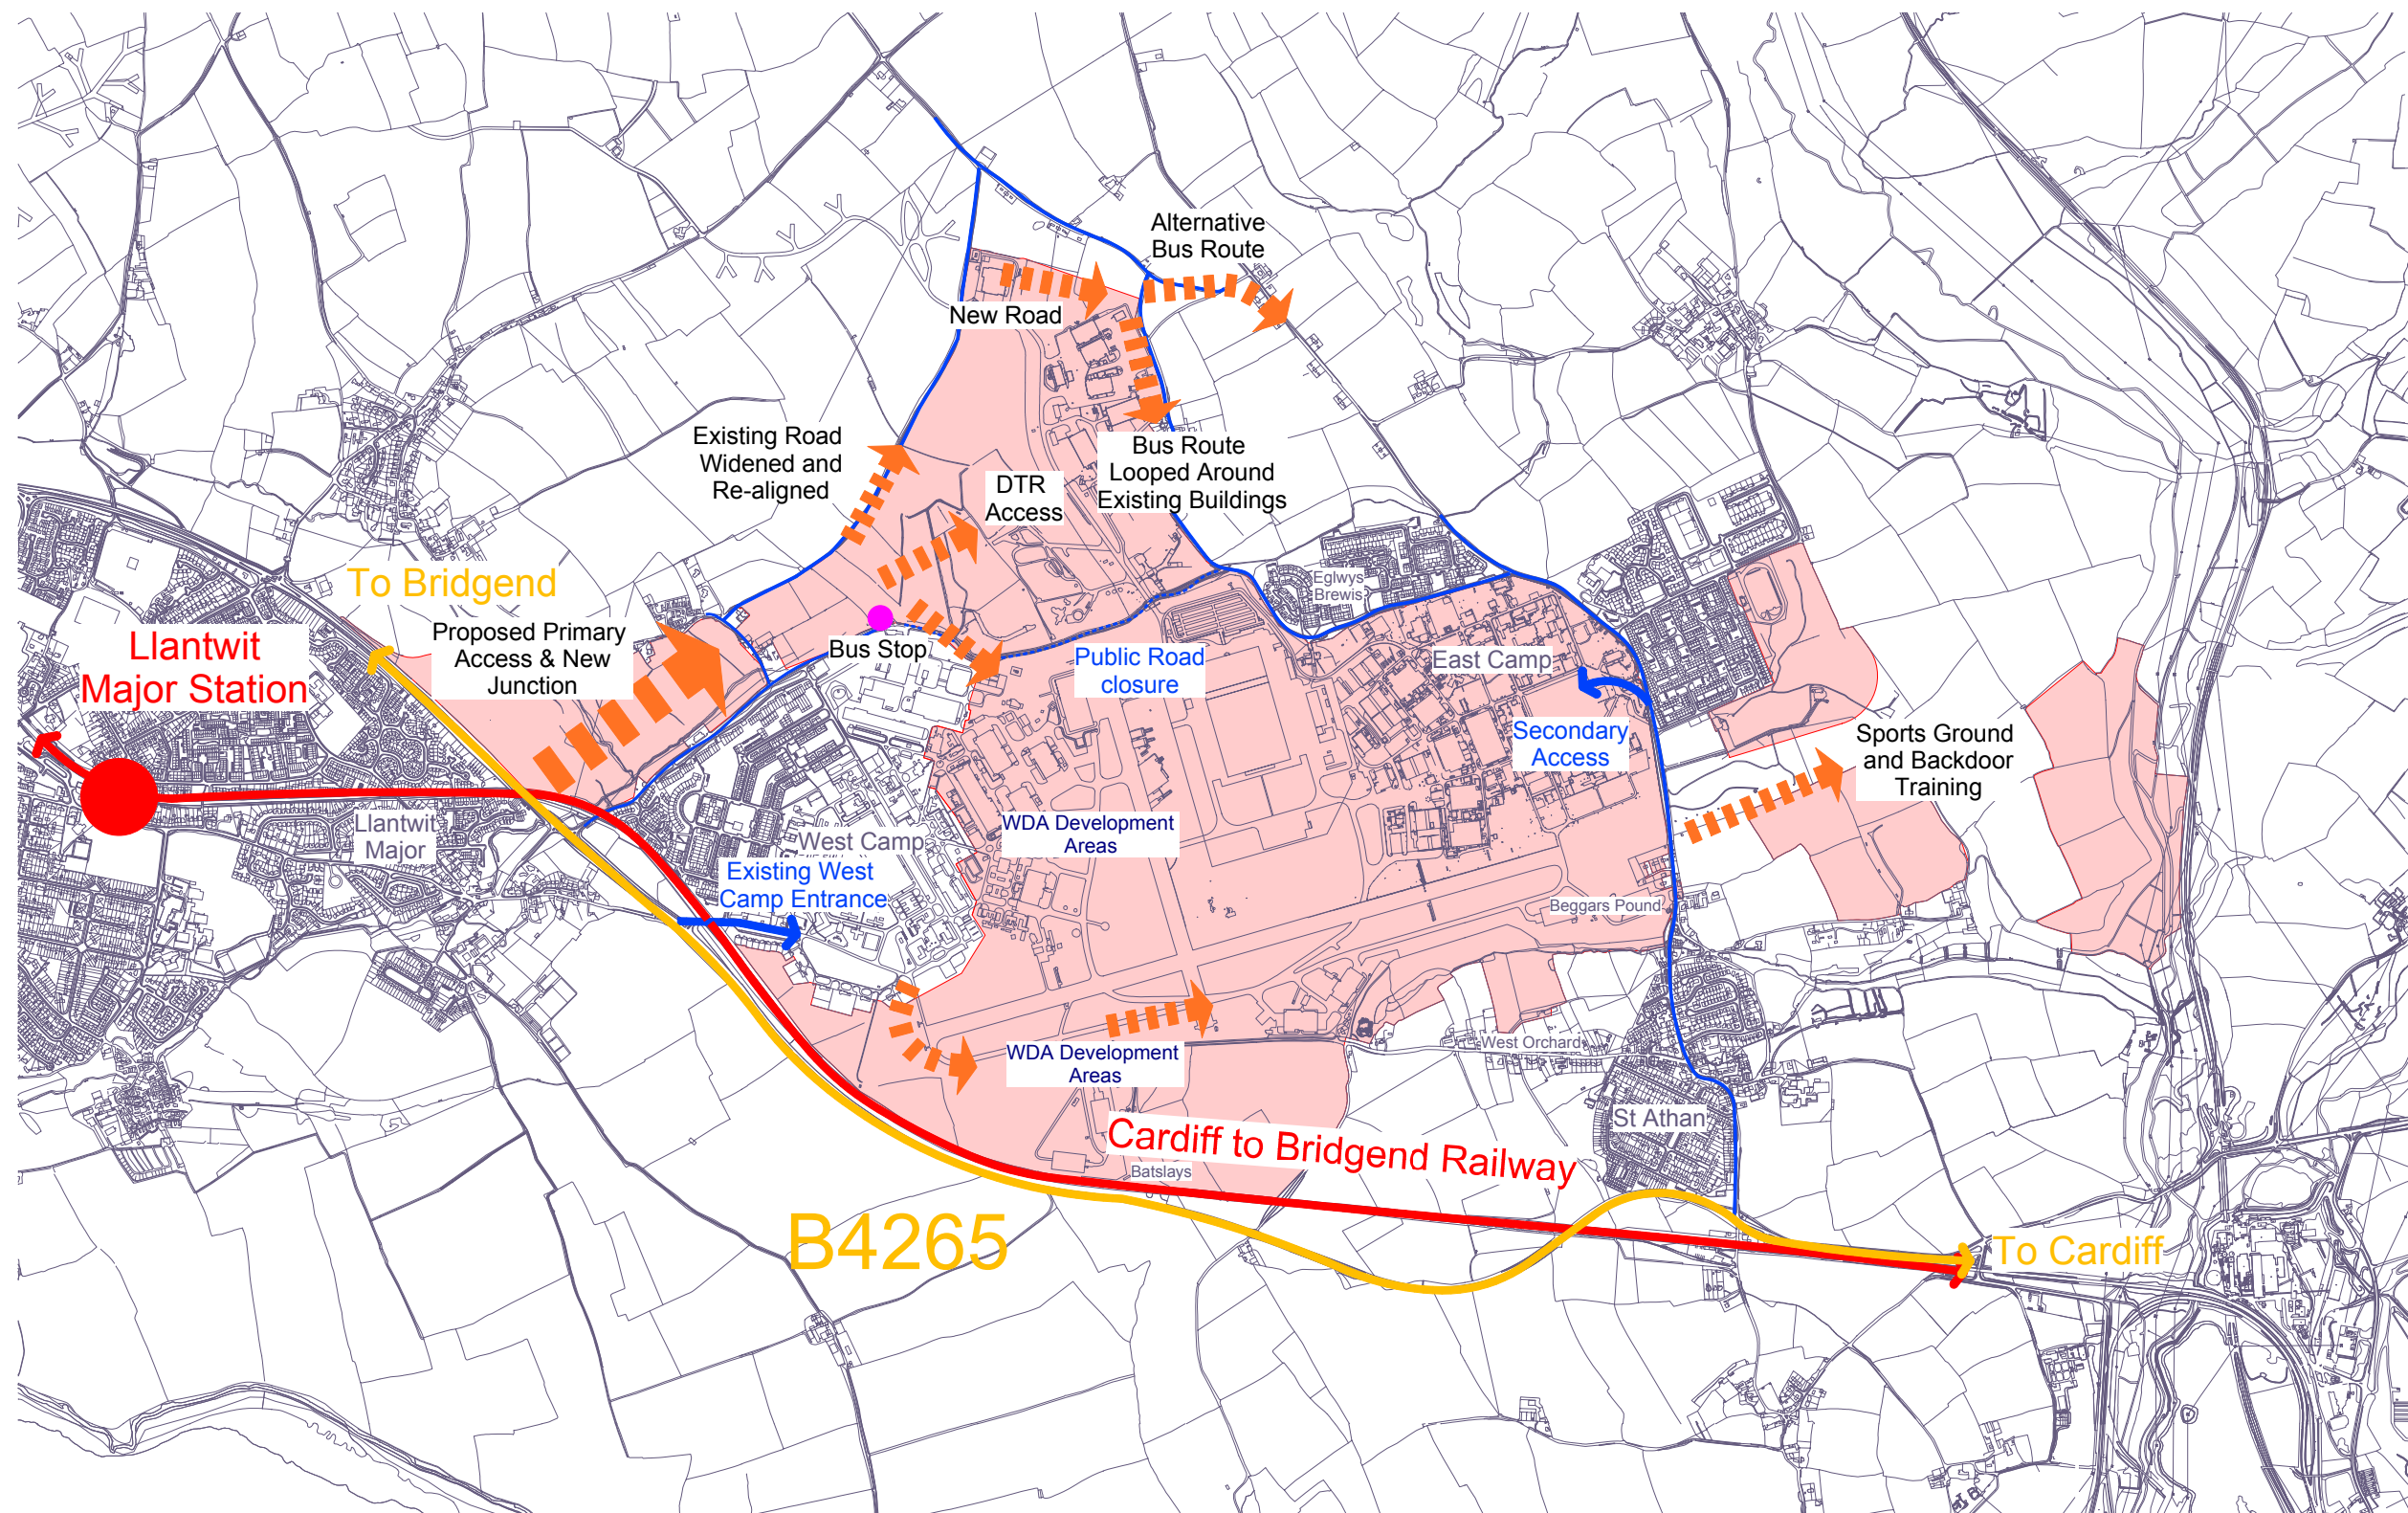 Alternative
Bus Route
New Road
Existing Road
Widened and
Re-aligned
Bus Route
Looped Around
Existing Buildings
DTR
Access
To Bridgend
Eglwys
Brewis
Llantwit
Major Station
Proposed Primary
Access & New
Junction
Bus Stop
Public Road
closure
East Camp
Secondary
Access
Sports Ground
and Backdoor
Training
Llantwit
Major
West Camp
WDA Development
Areas
Existing West
Camp Entrance
Beggars Pound
WDA Development
Areas
West Orchard
St Athan
Cardiff to Bridgend Railway
Batslays
B4265
To Cardiff